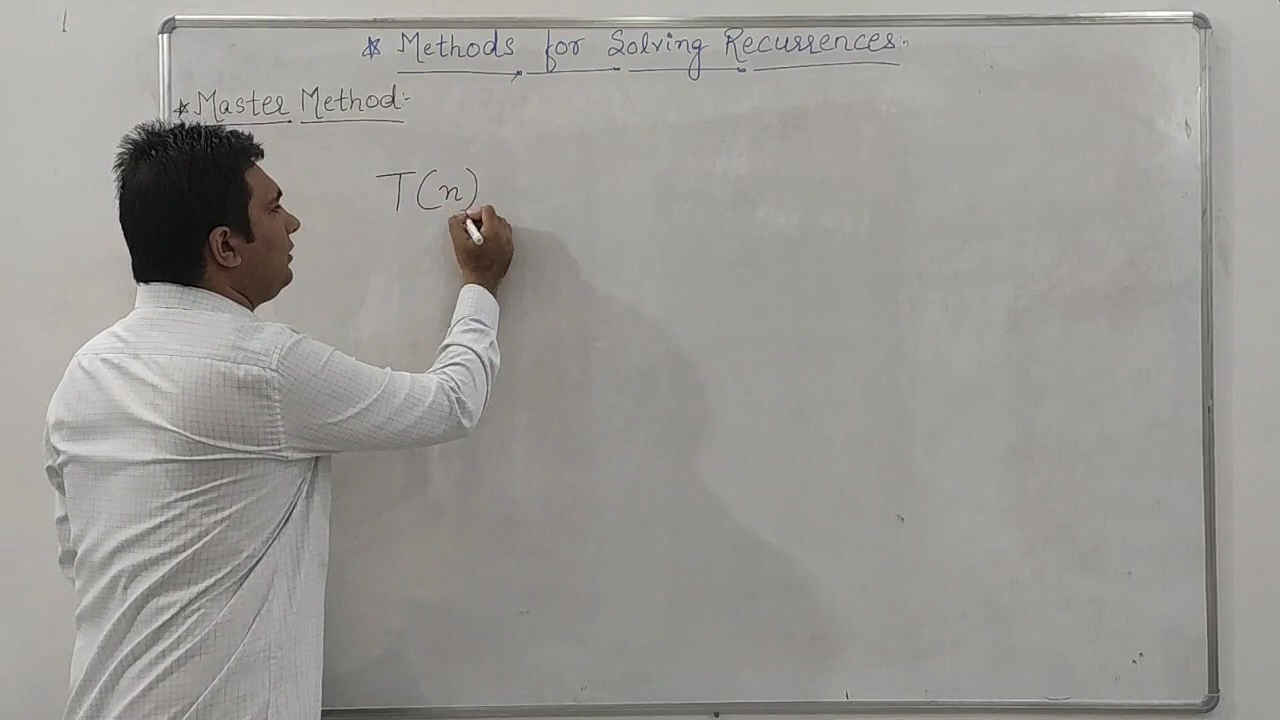 * Methods for Solving Recurrences:-
* Master Method:-
T(n)